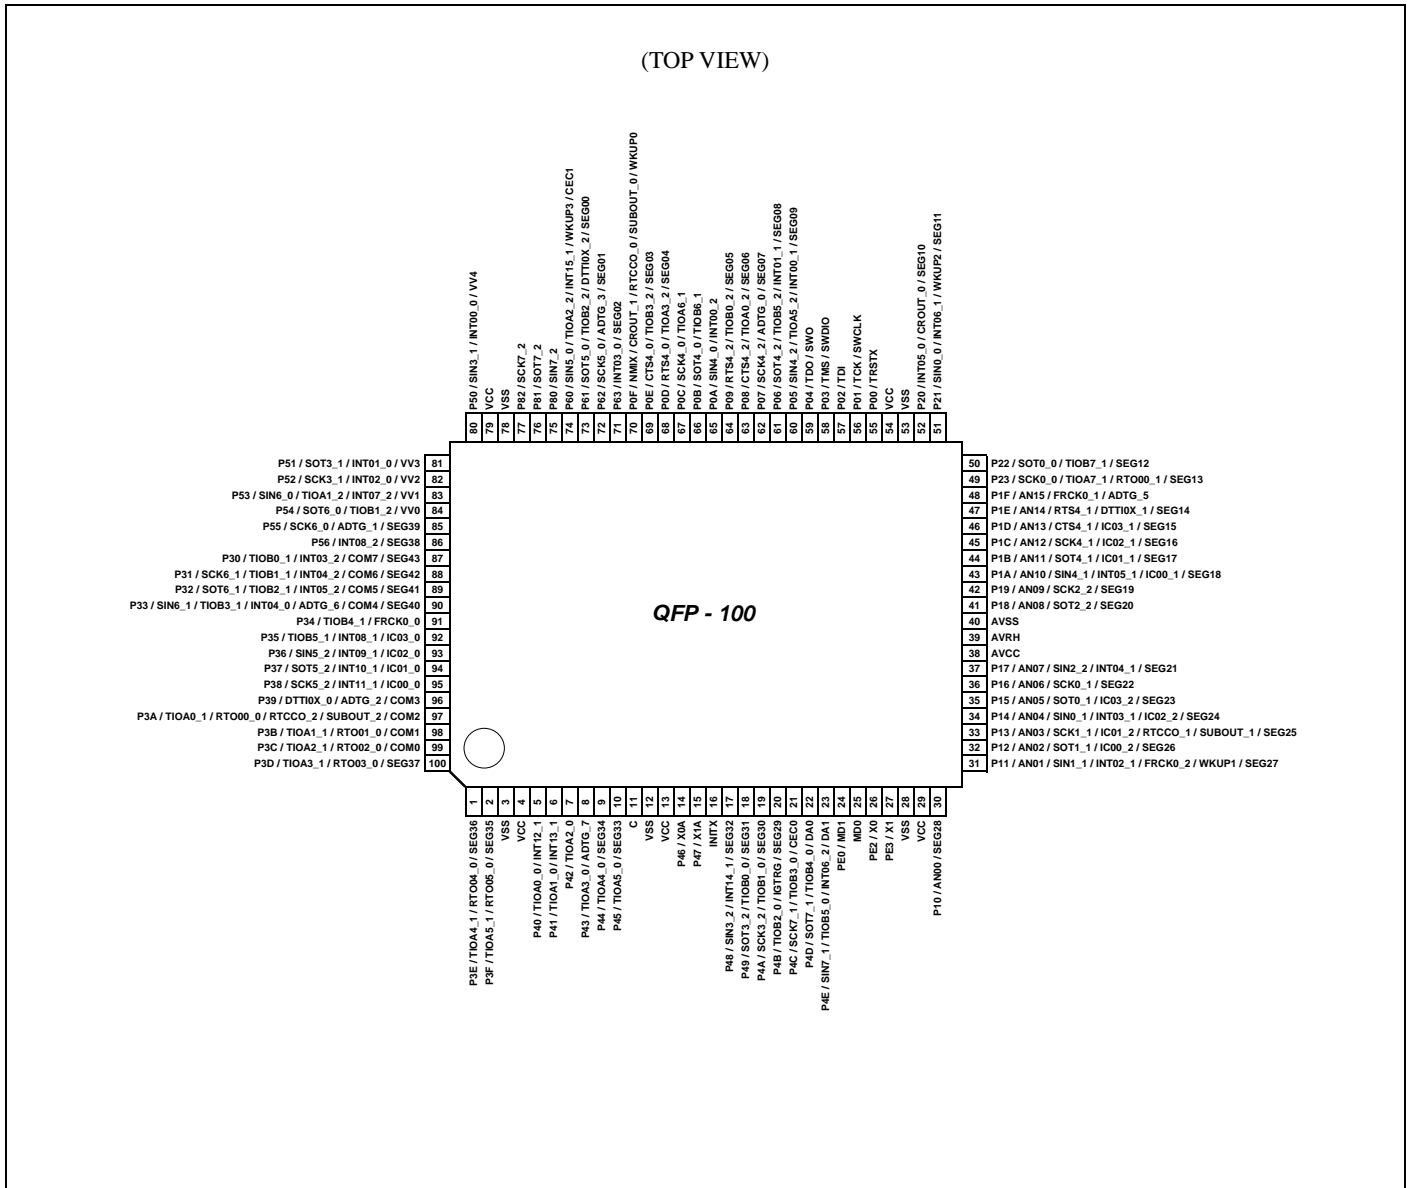 (TOP VIEW)
P50 / SIN3_1 / INT00_0 / VV4
VCC
VSS
P82 / SCK7_2
P81 / SOT7_2
P80 / SIN7_2
P60 / SIN5_0 / TIOA2_2 / INT15_1 / WKUP3 / CEC1
P61 / SOT5_0 / TIOB2_2 / DTTI0X_2 / SEG00
P62 / SCK5_0 / ADTG_3 / SEG01
P63 / INT03_0 / SEG02
P0F / NMIX / CROUT_1 / RTCCO_0 / SUBOUT_0 / WKUP0
P0E / CTS4_0 / TIOB3_2 / SEG03
P0D / RTS4_0 / TIOA3_2 / SEG04
P0C / SCK4_0 / TIOA6_1
P0B / SOT4_0 / TIOB6_1
P0A / SIN4_0 / INT00_2
P09 / RTS4_2 / TIOB0_2 / SEG05
P08 / CTS4_2 / TIOA0_2 / SEG06
P07 / SCK4_2 / ADTG_0 / SEG07
P06 / SOT4_2 / TIOB5_2 / INT01_1 / SEG08
P05 / SIN4_2 / TIOA5_2 / INT00_1 / SEG09
P04 / TDO / SWO
P03 / TMS / SWDIO
P02 / TDI
P01 / TCK / SWCLK
P00 / TRSTX
VCC
VSS
P20 / INT05_0 / CROUT_0 / SEG10
P21 / SIN0_0 / INT06_1 / WKUP2 / SEG11
80 79 78 77 76 75 74 73 72 71 70 69 68 67 66 65 64 63 62 61 60 59 58 57 56 55 54 53 52 51
P51 / SOT3_1 / INT01_0 / VV3 81
P52 / SCK3_1 / INT02_0 / VV2 82
P53 / SIN6_0 / TIOA1_2 / INT07_2 / VV1 83
P54 / SOT6_0 / TIOB1_2 / VV0 84
P55 / SCK6_0 / ADTG_1 / SEG39 85
P56 / INT08_2 / SEG38 86
P30 / TIOB0_1 / INT03_2 / COM7 / SEG43 87
P31 / SCK6_1 / TIOB1_1 / INT04_2 / COM6 / SEG42 88
P32 / SOT6_1 / TIOB2_1 / INT05_2 / COM5 / SEG41 89
P33 / SIN6_1 / TIOB3_1 / INT04_0 / ADTG_6 / COM4 / SEG40 90
P34 / TIOB4_1 / FRCK0_0 91
P35 / TIOB5_1 / INT08_1 / IC03_0 92
P36 / SIN5_2 / INT09_1 / IC02_0 93
P37 / SOT5_2 / INT10_1 / IC01_0 94
P38 / SCK5_2 / INT11_1 / IC00_0 95
P39 / DTTI0X_0 / ADTG_2 / COM3 96
P3A / TIOA0_1 / RTO00_0 / RTCCO_2 / SUBOUT_2 / COM2 97
P3B / TIOA1_1 / RTO01_0 / COM1 98
P3C / TIOA2_1 / RTO02_0 / COM0 99
P3D / TIOA3_1 / RTO03_0 / SEG37 100
QFP - 100
50 P22 / SOT0_0 / TIOB7_1 / SEG12
49 P23 / SCK0_0 / TIOA7_1 / RTO00_1 / SEG13
48 P1F / AN15 / FRCK0_1 / ADTG_5
47 P1E / AN14 / RTS4_1 / DTTI0X_1 / SEG14
46 P1D / AN13 / CTS4_1 / IC03_1 / SEG15
45 P1C / AN12 / SCK4_1 / IC02_1 / SEG16
44 P1B / AN11 / SOT4_1 / IC01_1 / SEG17
43 P1A / AN10 / SIN4_1 / INT05_1 / IC00_1 / SEG18
42 P19 / AN09 / SCK2_2 / SEG19
41 P18 / AN08 / SOT2_2 / SEG20
40 AVSS
39 AVRH
38 AVCC
37 P17 / AN07 / SIN2_2 / INT04_1 / SEG21
36 P16 / AN06 / SCK0_1 / SEG22
35 P15 / AN05 / SOT0_1 / IC03_2 / SEG23
34 P14 / AN04 / SIN0_1 / INT03_1 / IC02_2 / SEG24
33 P13 / AN03 / SCK1_1 / IC01_2 / RTCCO_1 / SUBOUT_1 / SEG25
32 P12 / AN02 / SOT1_1 / IC00_2 / SEG26
31 P11 / AN01 / SIN1_1 / INT02_1 / FRCK0_2 / WKUP1 / SEG27
1 2 3 4 5 6 7 8 9 10 11 12 13 14 15 16 17 18 19 20 21 22 23 24 25 26 27 28 29 30
P3E / TIOA4_1 / RTO04_0 / SEG36
P3F / TIOA5_1 / RTO05_0 / SEG35
VSS
VCC
P40 / TIOA0_0 / INT12_1
P41 / TIOA1_0 / INT13_1
P42 / TIOA2_0
P43 / TIOA3_0 / ADTG_7
P44 / TIOA4_0 / SEG34
P45 / TIOA5_0 / SEG33
C
VSS
VCC
P46 / X0A
P47 / X1A
INITX
P48 / SIN3_2 / INT14_1 / SEG32
P49 / SOT3_2 / TIOB0_0 / SEG31
P4A / SCK3_2 / TIOB1_0 / SEG30
P4B / TIOB2_0 / IGTRG / SEG29
P4C / SCK7_1 / TIOB3_0 / CEC0
P4D / SOT7_1 / TIOB4_0 / DA0
P4E / SIN7_1 / TIOB5_0 / INT06_2 / DA1
PE0 / MD1
MD0
PE2 / X0
PE3 / X1
VSS
VCC
P10 / AN00 / SEG28